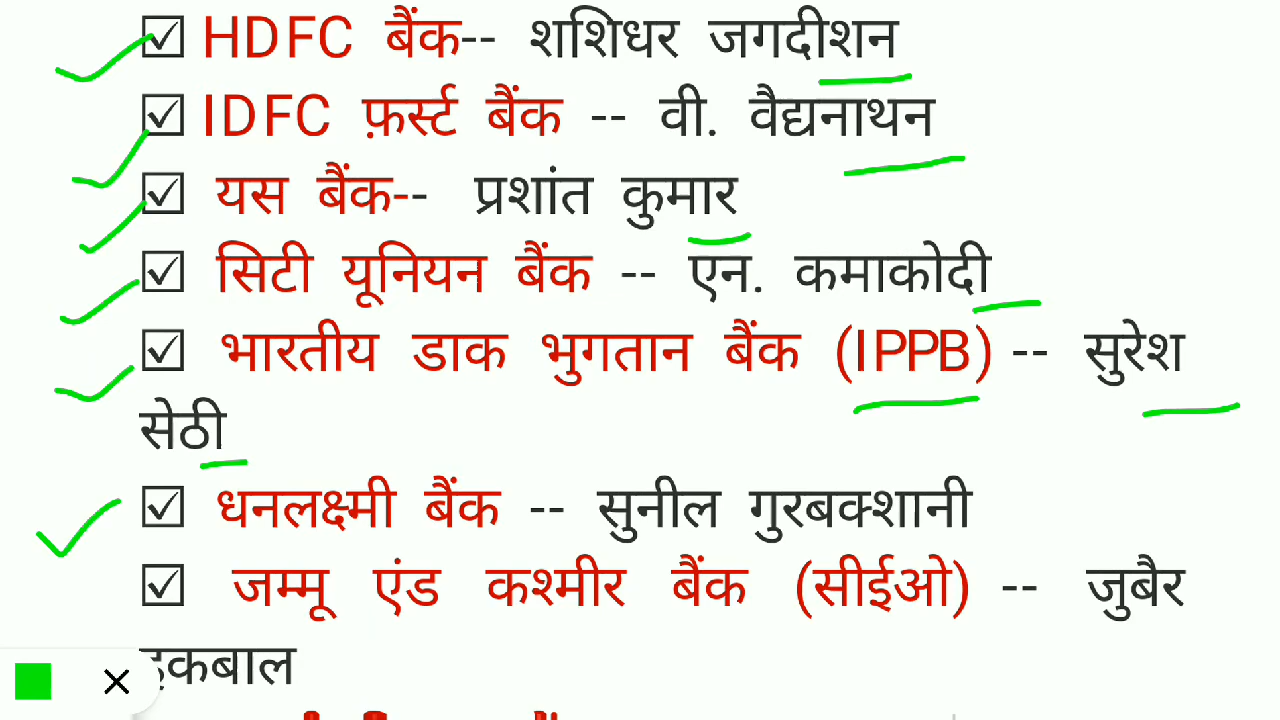 ☑ HDFC बैंक-- शशिधर जगदीशन
☑ IDFC फ़र्स्ट बैंक -- वी. वैद्यनाथन
☑ यस बैंक-- प्रशांत कुमार
☑ सिटी यूनियन बैंक -- एन. कमाकोदी
☑ भारतीय डाक भुगतान बैंक (IPPB) -- सुरेश
सेठी
☑ धनलक्ष्मी बैंक -- सुनील गुरबक्शानी
☑ जम्मू एंड कश्मीर बैंक (सीईओ) -- जुबैर
इकबाल